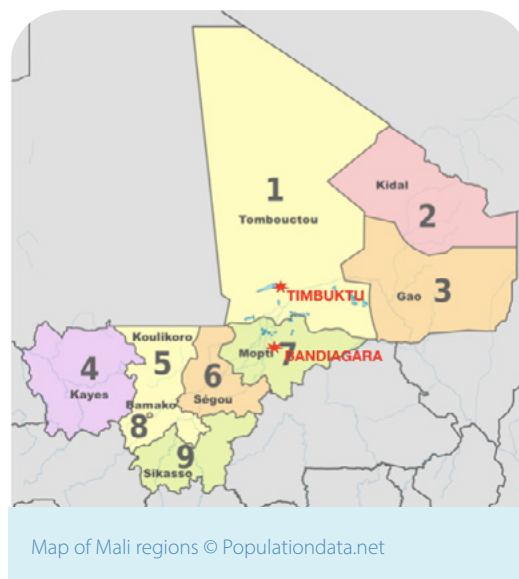 1
Tombouctou
Kidal
2
TIMBUKTU
Gao 3
Koulikoro
5
4
Kayes
6
Ségou
Mopti 7
BANDIAGARA
Bamako
8
9
Sikasso
Map of Mali regions © Populationdata.net